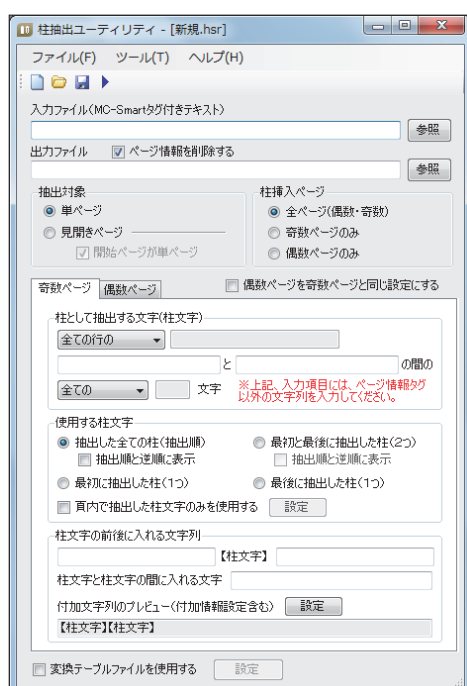 柱抽出ユーティリティ - [新規.hsr]
ファイル(F) ツール(T) ヘルプ(H)
入力ファイル(MC-Smartタグ付きテキスト)
参照
出力ファイル ページ情報を削除する
参照
抽出対象
単ページ
見開きページ
開始ページが単ページ
柱挿入ページ
全ページ(偶数・奇数)
奇数ページのみ
偶数ページのみ
奇数ページ 偶数ページ 偶数ページを奇数ページと同じ設定にする
柱として抽出する文字(柱文字)
全ての行の
と の間の
全ての 文字 ※上記、入力項目には、ページ情報タグ
以外の文字列を入力してください。
使用する柱文字
抽出した全ての柱(抽出順) 最初と最後に抽出した柱(2つ)
抽出順と逆順に表示 抽出順と逆順に表示
最初に抽出した柱(1つ) 最後に抽出した柱(1つ)
頁内で抽出した柱文字のみを使用する 設定
柱文字の前後に入れる文字列
【柱文字】
柱文字と柱文字の間に入れる文字
付加文字列のプレビュー(付加情報設定含む) 設定
【柱文字】【柱文字】
変換テーブルファイルを使用する 設定